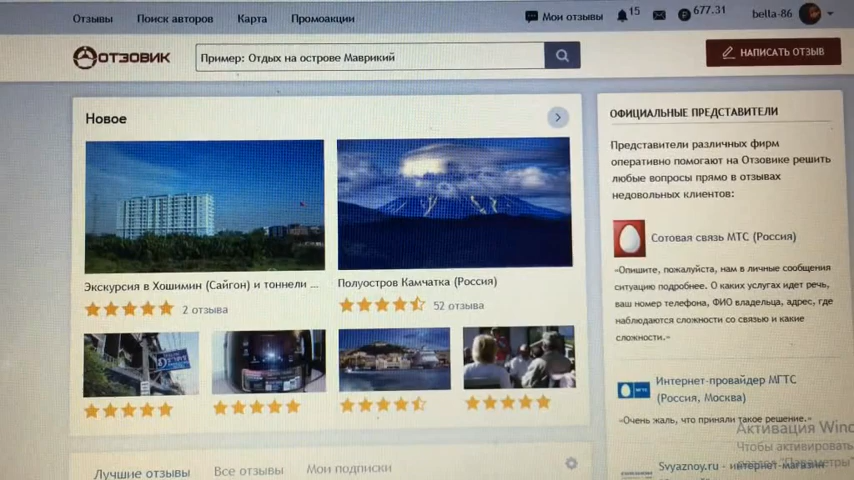 Отзывы Поиск авторов Карта Промоакции Мои отзывы 15 677.31 bella-86
ОТЗОВИК Пример: Отдых на острове Маврикий НАПИСАТЬ ОТЗЫВ
Новое
Экскурсия в Хошимин (Сайгон) и тоннели ...
2 отзыва
Полуостров Камчатка (Россия)
52 отзыва
Лучшие отзывы Все отзывы Мои подписки
ОФИЦИАЛЬНЫЕ ПРЕДСТАВИТЕЛИ
Представители различных фирм
оперативно помогают на Отзовике решить
любые вопросы прямо в отзывах
недовольных клиентов:
Сотовая связь МТС (Россия)
«Опишите, пожалуйста, нам в личные сообщения
ситуацию подробнее. О каких услугах идет речь,
ваш номер телефона, ФИО владельца, адрес, где
наблюдаются сложности со связью и какие
сложности.»
Интернет-провайдер МГТС
(Россия, Москва)
«Очень жаль, что приняли такое решение.»
Активация Wind
Чтобы активировать
Svyaznoy.ru - интернет-магазин
"Параметры"